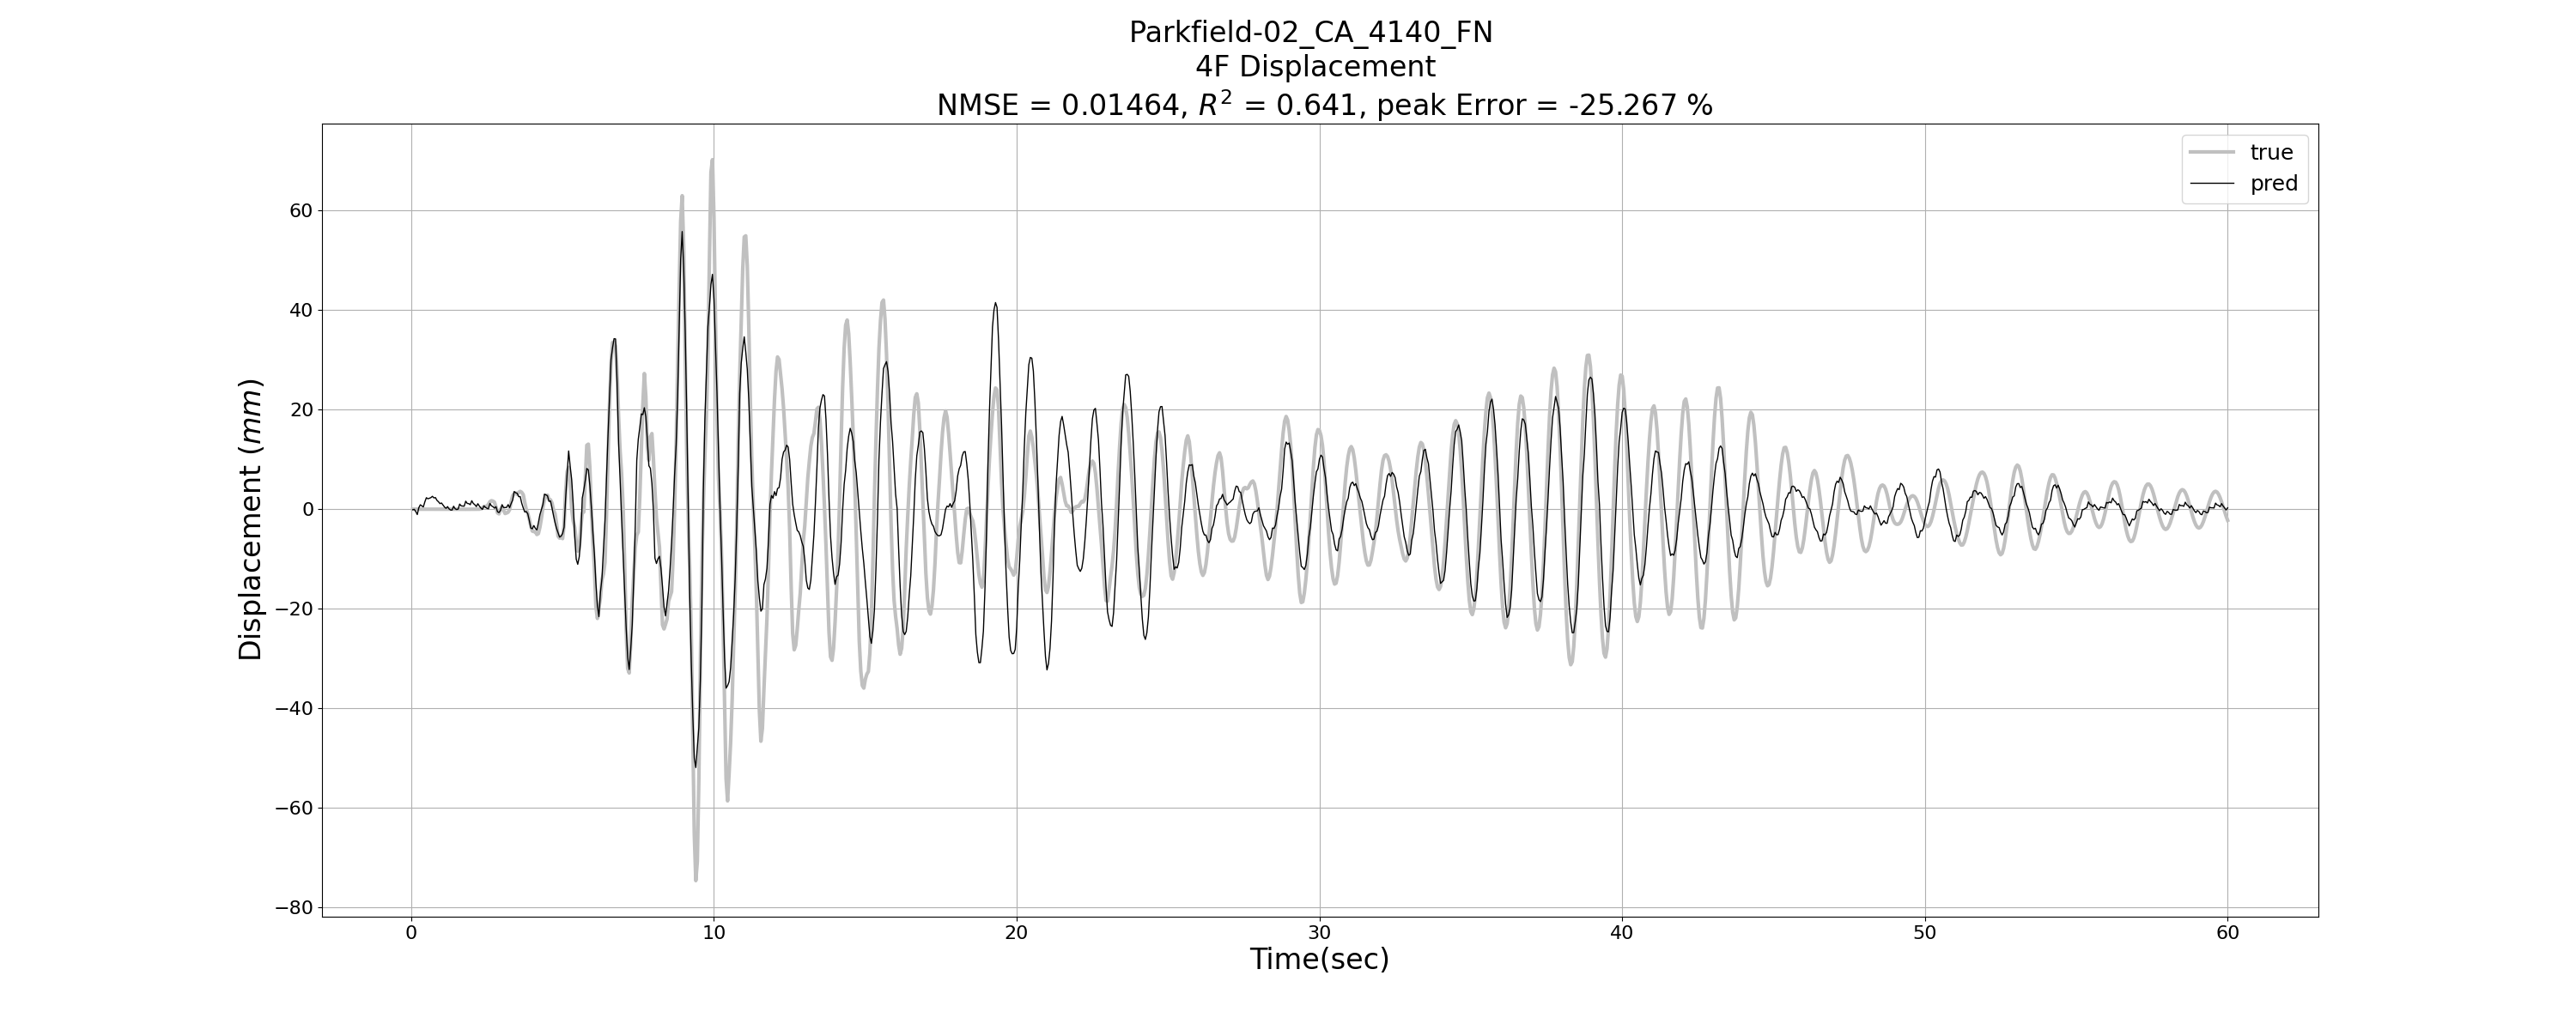 Parkfield-02_CA_4140_FN
4F Displacement
NMSE = 0.01464, R² = 0.641, peak Error = -25.267 %
true
pred
60
40
20
0
−20
−40
−60
−80
Displacement (mm)
0 10 20 30 40 50 60
Time(sec)